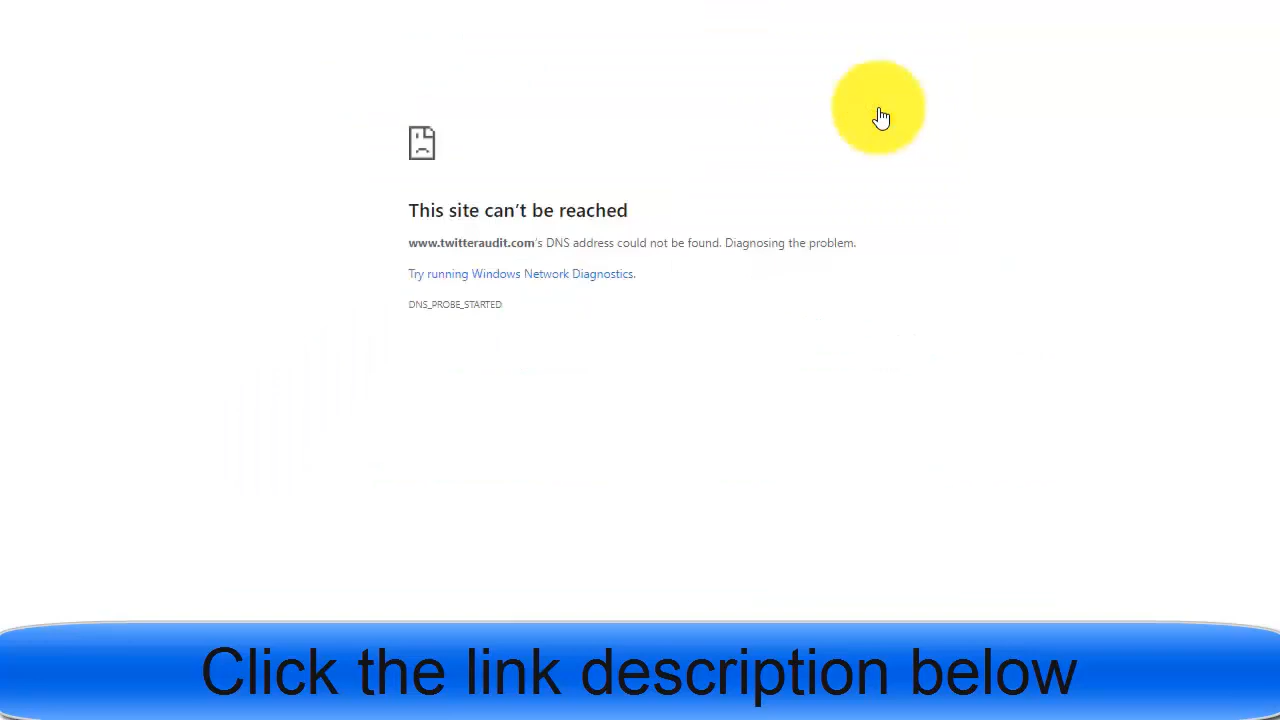 This site can’t be reached
www.twitteraudit.com's DNS address could not be found. Diagnosing the problem.
Try running Windows Network Diagnostics.
DNS_PROBE_STARTED
Click the link description below